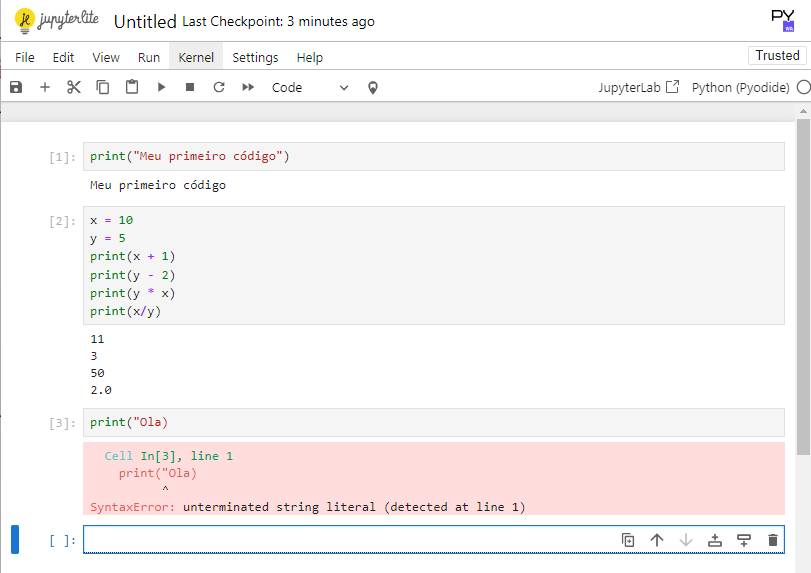 jupyterlite Untitled Last Checkpoint: 3 minutes ago PY
File Edit View Run Kernel Settings Help Trusted
Code JupyterLab Python (Pyodide)
[1]: print("Meu primeiro código")
Meu primeiro código
[2]: x = 10
y = 5
print(x + 1)
print(y - 2)
print(y * x)
print(x/y)
11
3
50
2.0
[3]: print("Ola)
Cell In[3], line 1
print("Ola)
^
SyntaxError: unterminated string literal (detected at line 1)
[ ]: